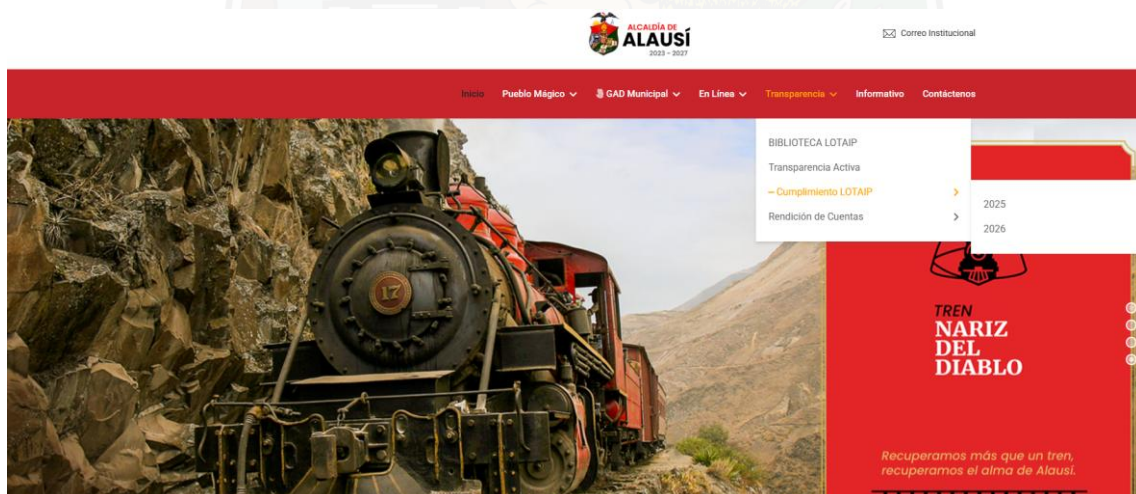 ALCALDÍA DE
ALAUSÍ
2023 - 2027
Correo Institucional
Inicio Pueblo Mágico GAD Municipal En Línea Transparencia Informativo Contáctenos
BIBLIOTECA LOTAIP
Transparencia Activa
– Cumplimiento LOTAIP
Rendición de Cuentas
2025
2026
17
TREN
NARIZ
DEL
DIABLO
Recuperamos más que un tren,
recuperamos el alma de Alausí.